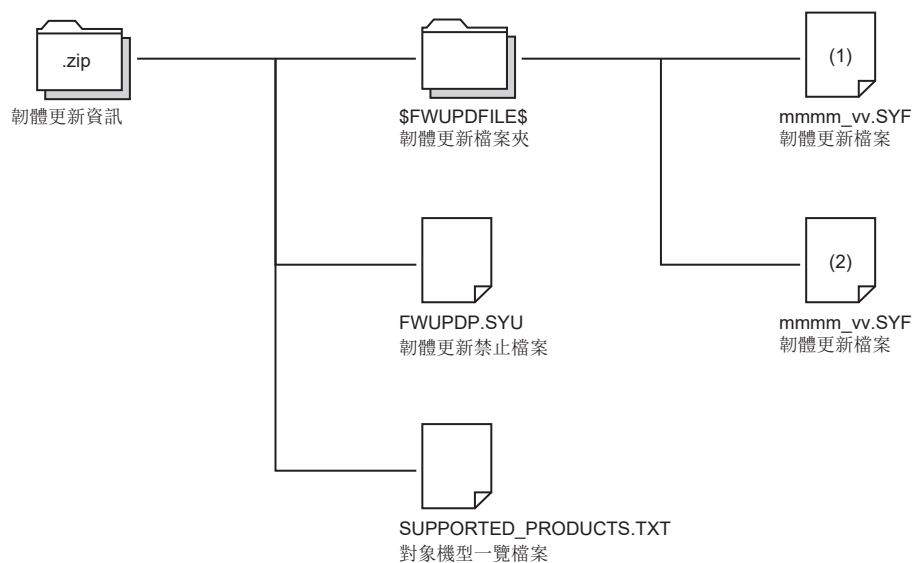 .zip
韌體更新資訊
$FWUPDFILE$
韌體更新檔案夾
(1)
mmmm_vv.SYF
韌體更新檔案
(2)
mmmm_vv.SYF
韌體更新檔案
FWUPDP.SYU
韌體更新禁止檔案
SUPPORTED_PRODUCTS.TXT
對象機型一覽檔案